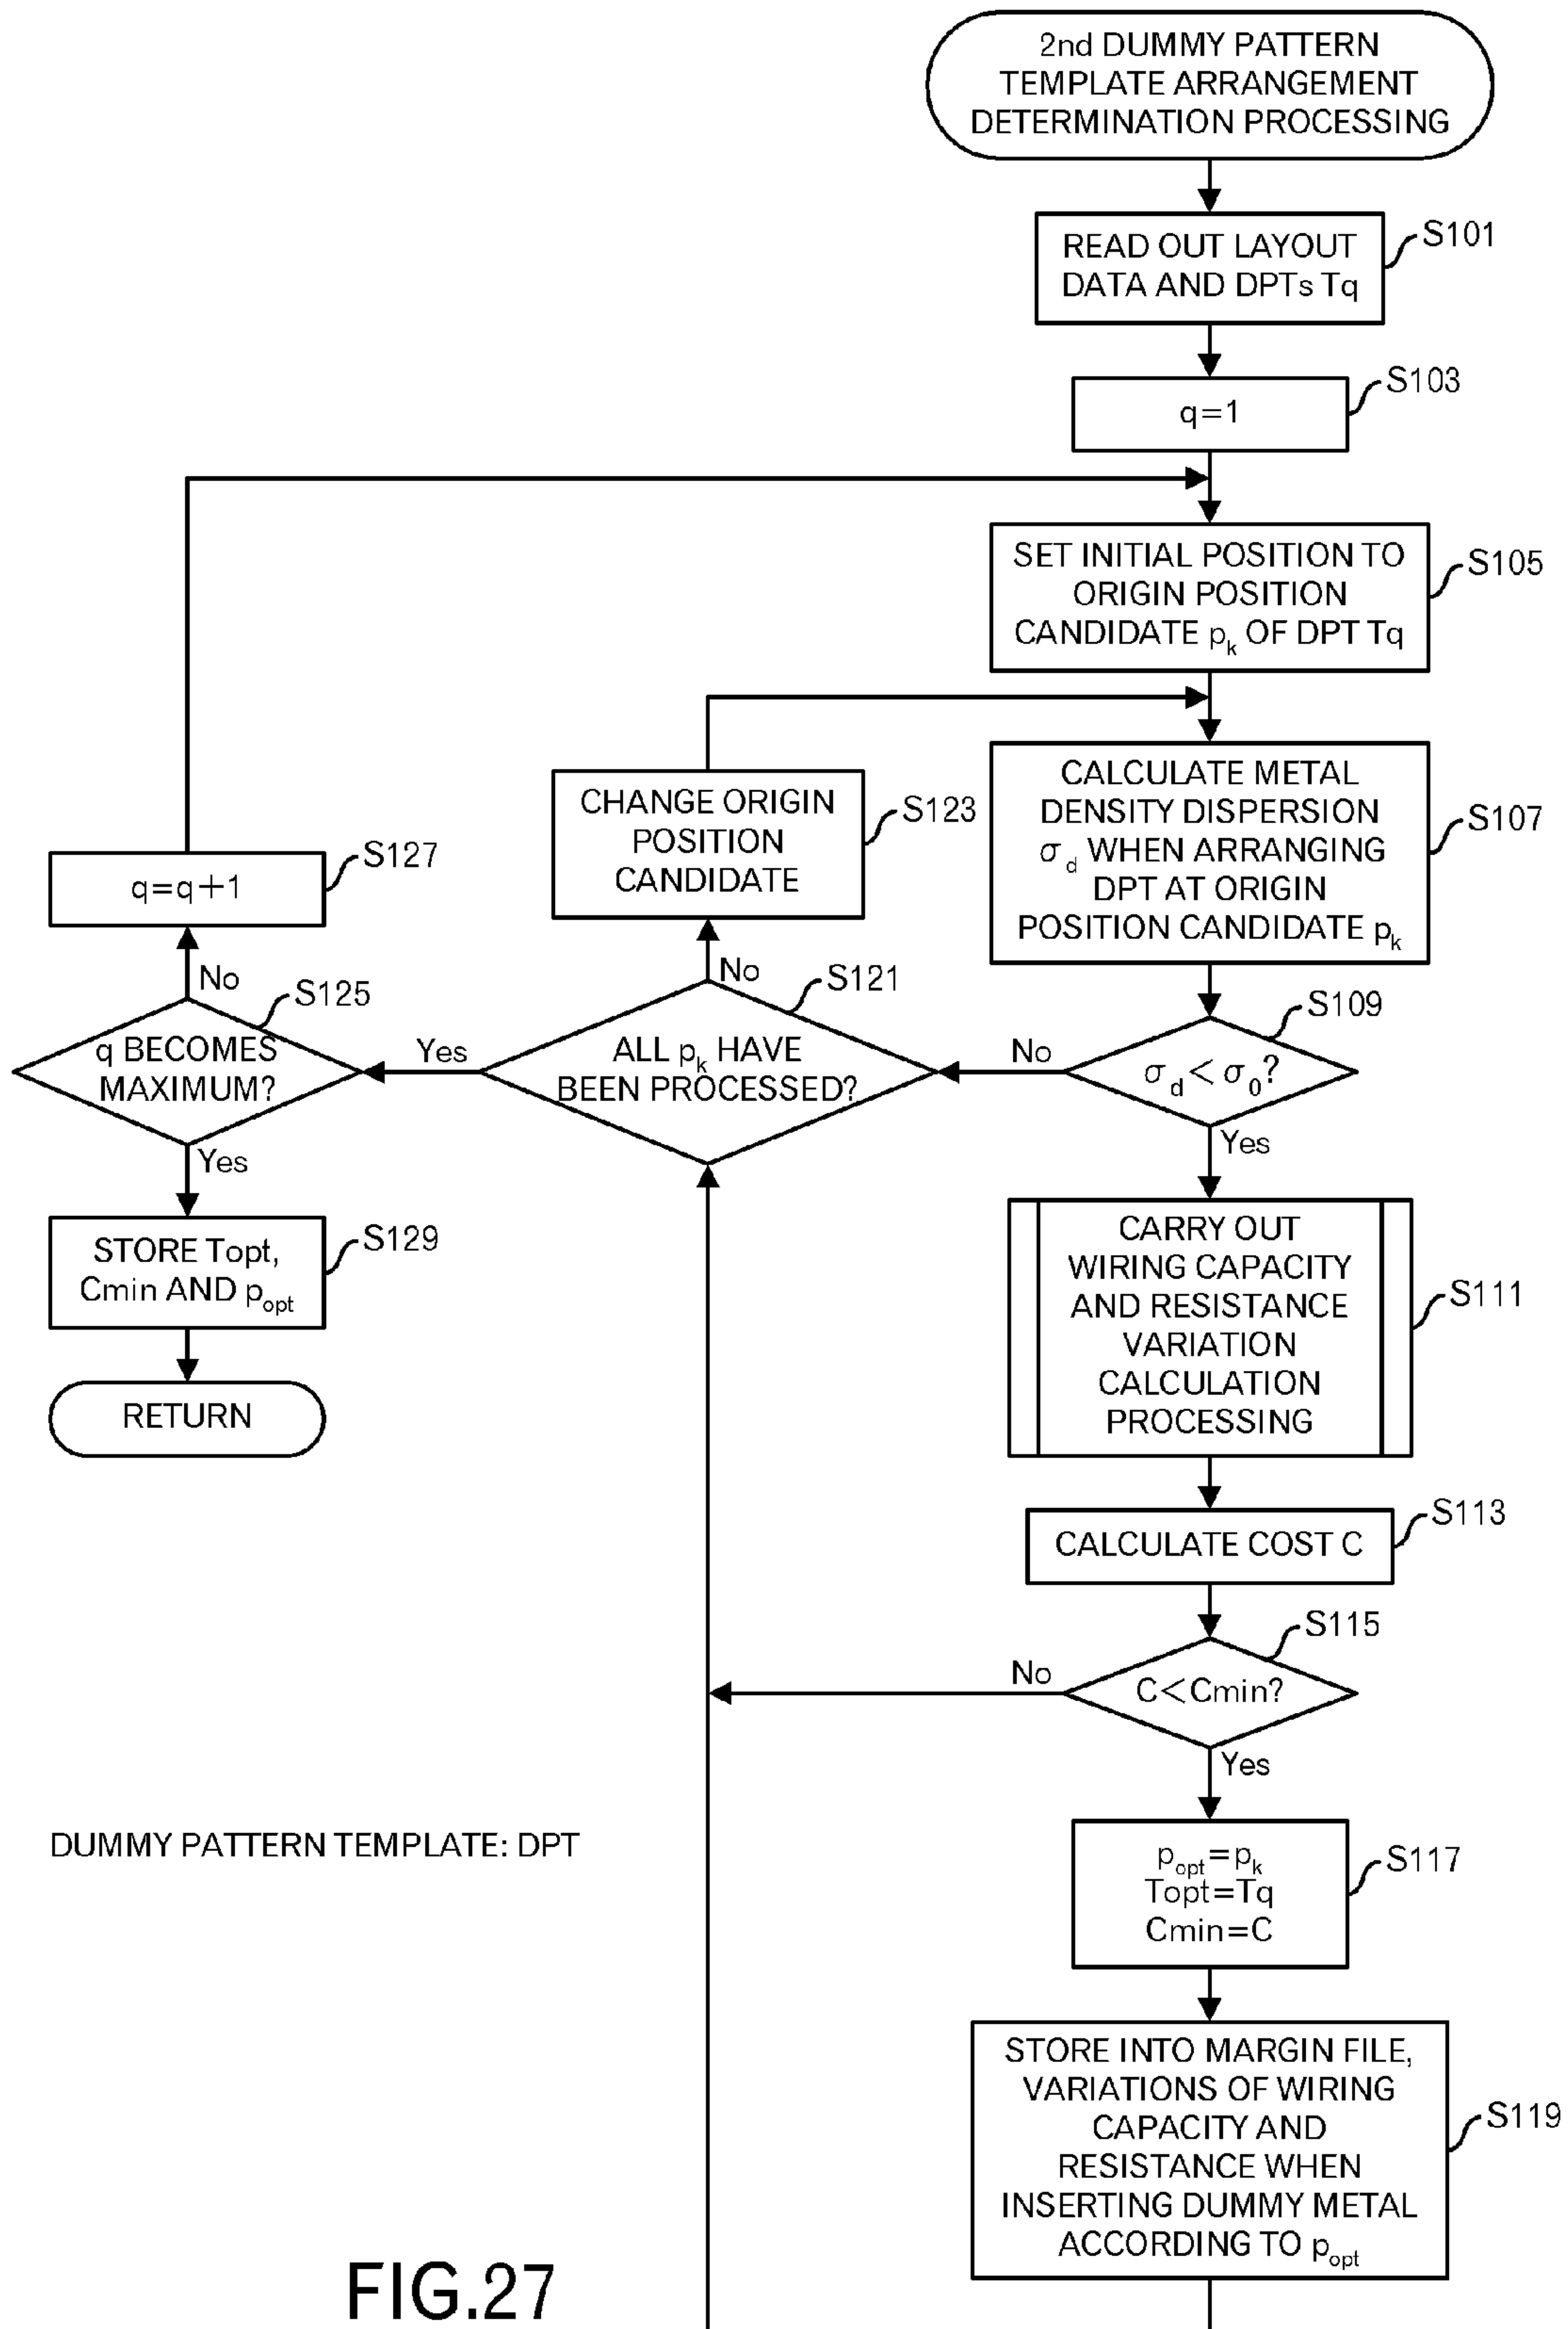 2nd DUMMY PATTERN
TEMPLATE ARRANGEMENT
DETERMINATION PROCESSING
READ OUT LAYOUT
DATA AND DPTs Tq
S101
q=1
S103
SET INITIAL POSITION TO
ORIGIN POSITION
CANDIDATE pk OF DPT Tq
S105
CALCULATE METAL
DENSITY DISPERSION
σd WHEN ARRANGING
DPT AT ORIGIN
POSITION CANDIDATE pk
S107
σd<σ0?
S109
No
Yes
CARRY OUT
WIRING CAPACITY
AND RESISTANCE
VARIATION
CALCULATION
PROCESSING
S111
CALCULATE COST C
S113
C<Cmin?
S115
No
Yes
popt=pk
Topt=Tq
Cmin=C
S117
STORE INTO MARGIN FILE,
VARIATIONS OF WIRING
CAPACITY AND
RESISTANCE WHEN
INSERTING DUMMY METAL
ACCORDING TO popt
S119
ALL pk HAVE
BEEN PROCESSED?
S121
No
Yes
CHANGE ORIGIN
POSITION
CANDIDATE
S123
q BECOMES
MAXIMUM?
S125
No
Yes
q=q+1
S127
STORE Topt,
Cmin AND popt
S129
RETURN
DUMMY PATTERN TEMPLATE: DPT
FIG.27